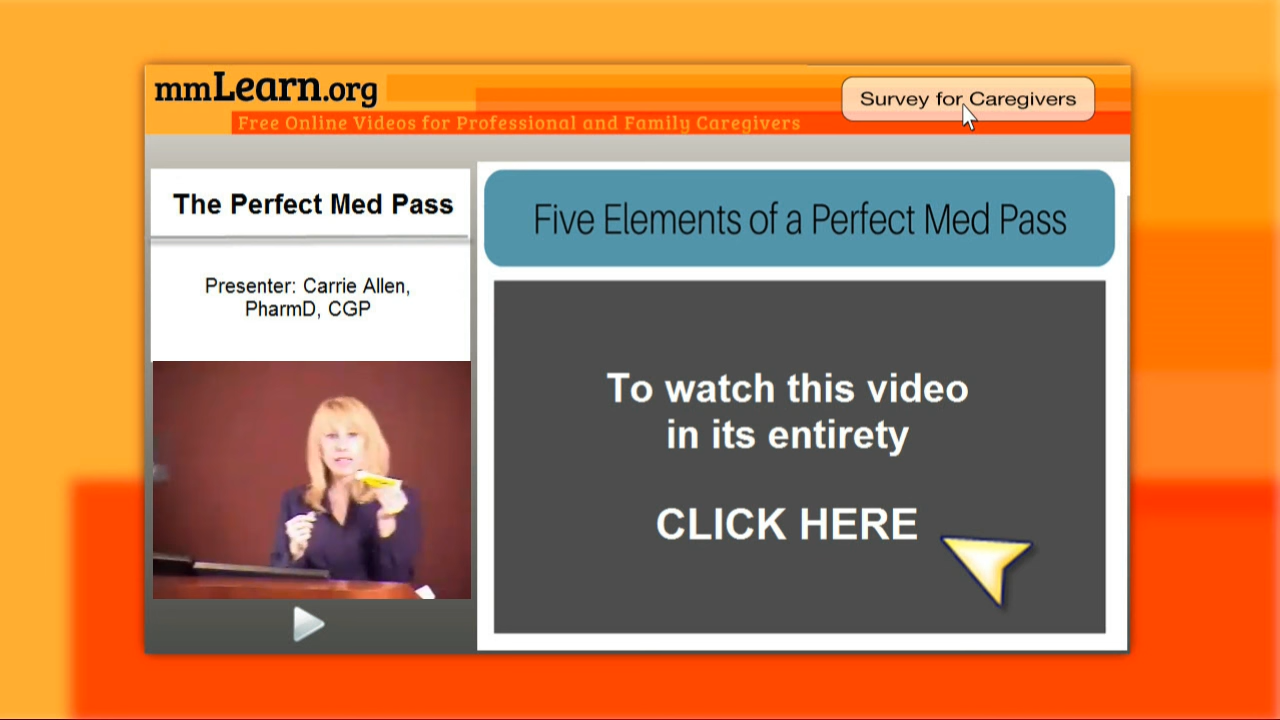 mmLearn.org
Survey for Caregivers
Free Online Videos for Professional and Family Caregivers
The Perfect Med Pass
Presenter: Carrie Allen,
PharmD, CGP
Five Elements of a Perfect Med Pass
To watch this video
in its entirety
CLICK HERE